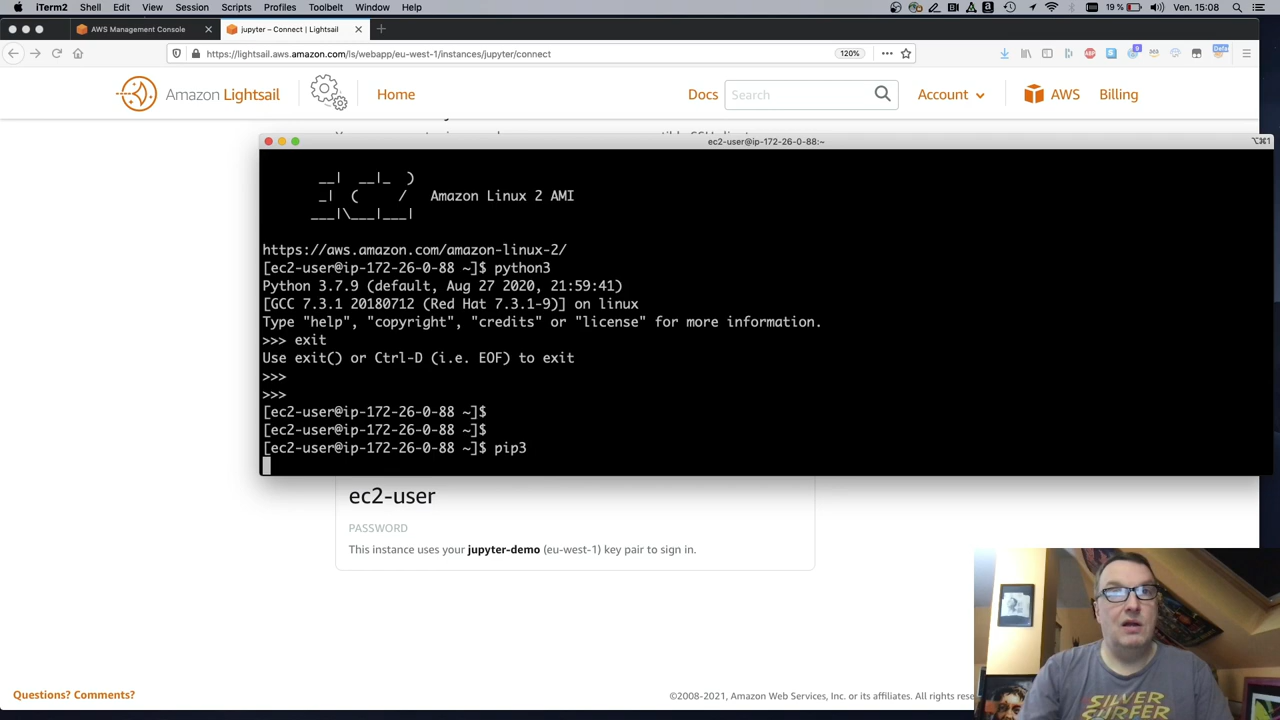 iTerm2 Shell Edit View Session Scripts Profiles Toolbelt Window Help 19 % Ven. 15:08
AWS Management Console
jupyter – Connect | Lightsail
https://lightsail.aws.amazon.com/ls/webapp/eu-west-1/instances/jupyter/connect 120%
Amazon Lightsail Home Docs Search Account AWS Billing
ec2-user@ip-172-26-0-88:~ ⌥⌘1
__| __|_ )
_| ( / Amazon Linux 2 AMI
___|\___|___|
https://aws.amazon.com/amazon-linux-2/
[ec2-user@ip-172-26-0-88 ~]$ python3
Python 3.7.9 (default, Aug 27 2020, 21:59:41)
[GCC 7.3.1 20180712 (Red Hat 7.3.1-9)] on linux
Type "help", "copyright", "credits" or "license" for more information.
>>> exit
Use exit() or Ctrl-D (i.e. EOF) to exit
>>>
>>>
[ec2-user@ip-172-26-0-88 ~]$
[ec2-user@ip-172-26-0-88 ~]$
[ec2-user@ip-172-26-0-88 ~]$ pip3
ec2-user
PASSWORD
This instance uses your jupyter-demo (eu-west-1) key pair to sign in.
SILVER
SURFER
Questions? Comments?
©2008-2021, Amazon Web Services, Inc. or its affiliates. All rights